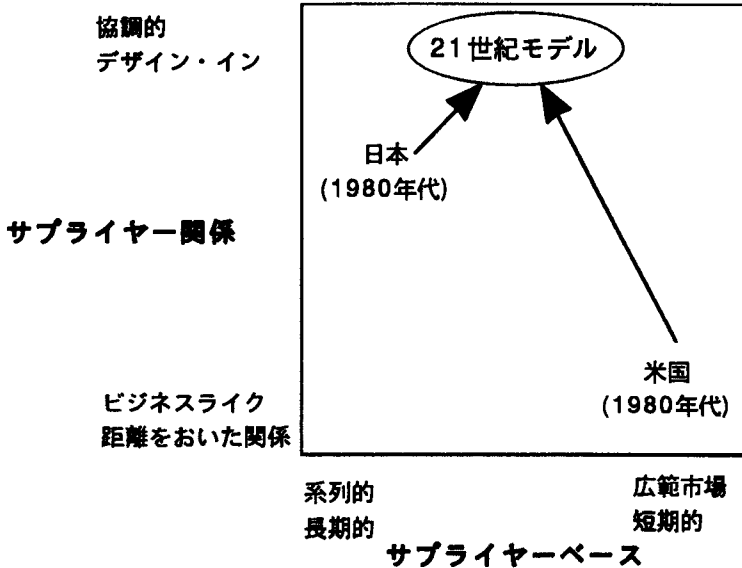 協調的
デザイン・イン
21世紀モデル
日本
(1980年代)
サプライヤー関係
米国
(1980年代)
ビジネスライク
距離をおいた関係
系列的
長期的
広範市場
短期的
サプライヤーベース